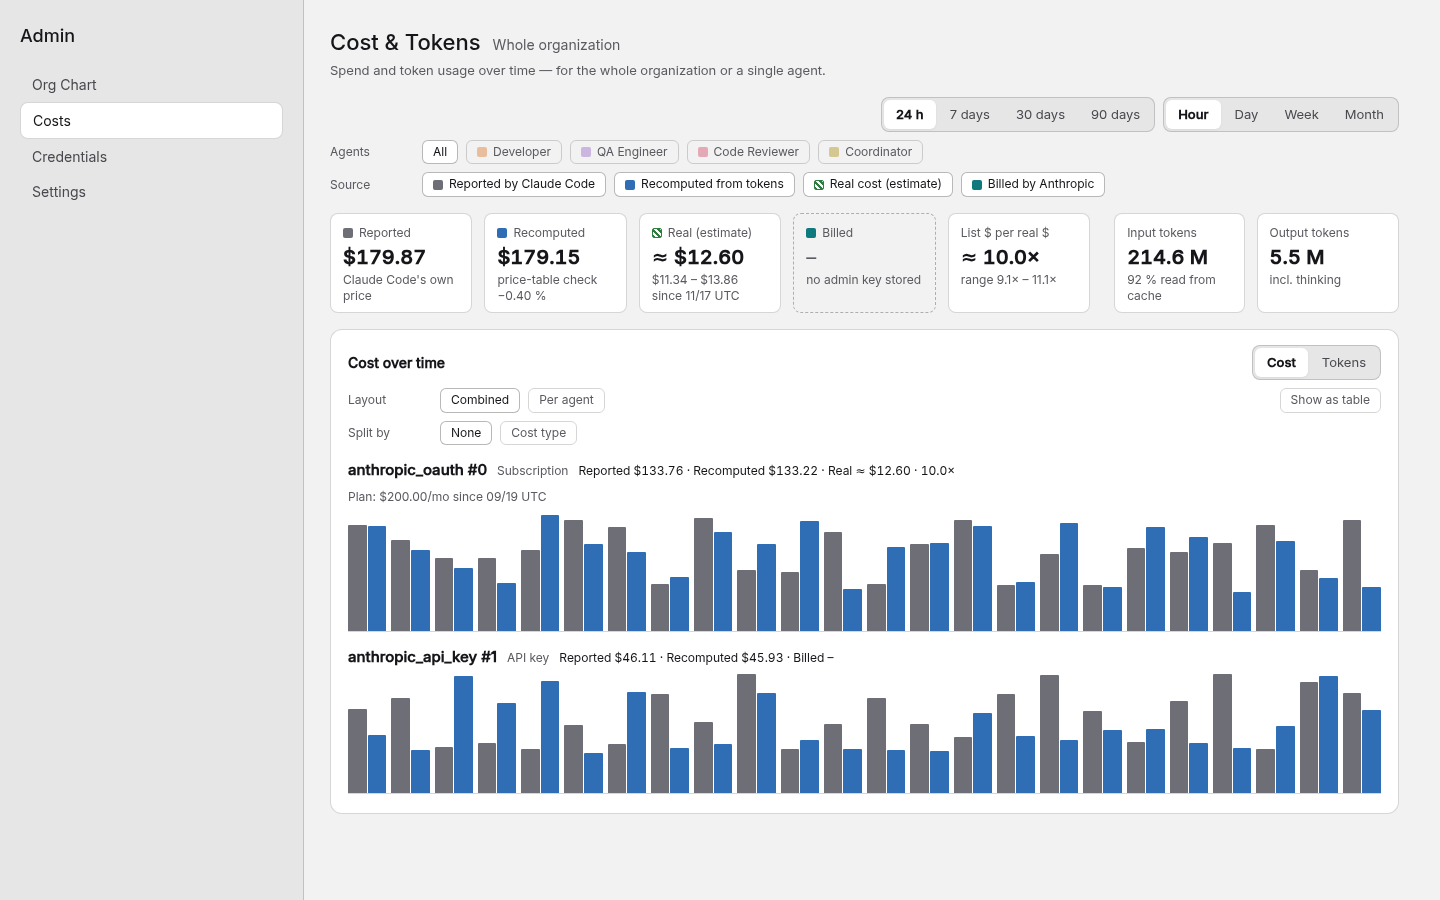 Admin
Org Chart
Costs
Credentials
Settings
Cost & Tokens Whole organization
Spend and token usage over time — for the whole organization or a single agent.
24 h 7 days 30 days 90 days Hour Day Week Month
Agents All Developer QA Engineer Code Reviewer Coordinator
Source Reported by Claude Code Recomputed from tokens Real cost (estimate) Billed by Anthropic
Reported
$179.87
Claude Code's own
price
Recomputed
$179.15
price-table check
−0.40 %
Real (estimate)
≈ $12.60
$11.34 – $13.86
since 11/17 UTC
Billed
–
no admin key stored
List $ per real $
≈ 10.0×
range 9.1× – 11.1×
Input tokens
214.6 M
92 % read from
cache
Output tokens
5.5 M
incl. thinking
Cost over time Cost Tokens
Layout Combined Per agent Show as table
Split by None Cost type
anthropic_oauth #0 Subscription Reported $133.76 · Recomputed $133.22 · Real ≈ $12.60 · 10.0×
Plan: $200.00/mo since 09/19 UTC
anthropic_api_key #1 API key Reported $46.11 · Recomputed $45.93 · Billed –